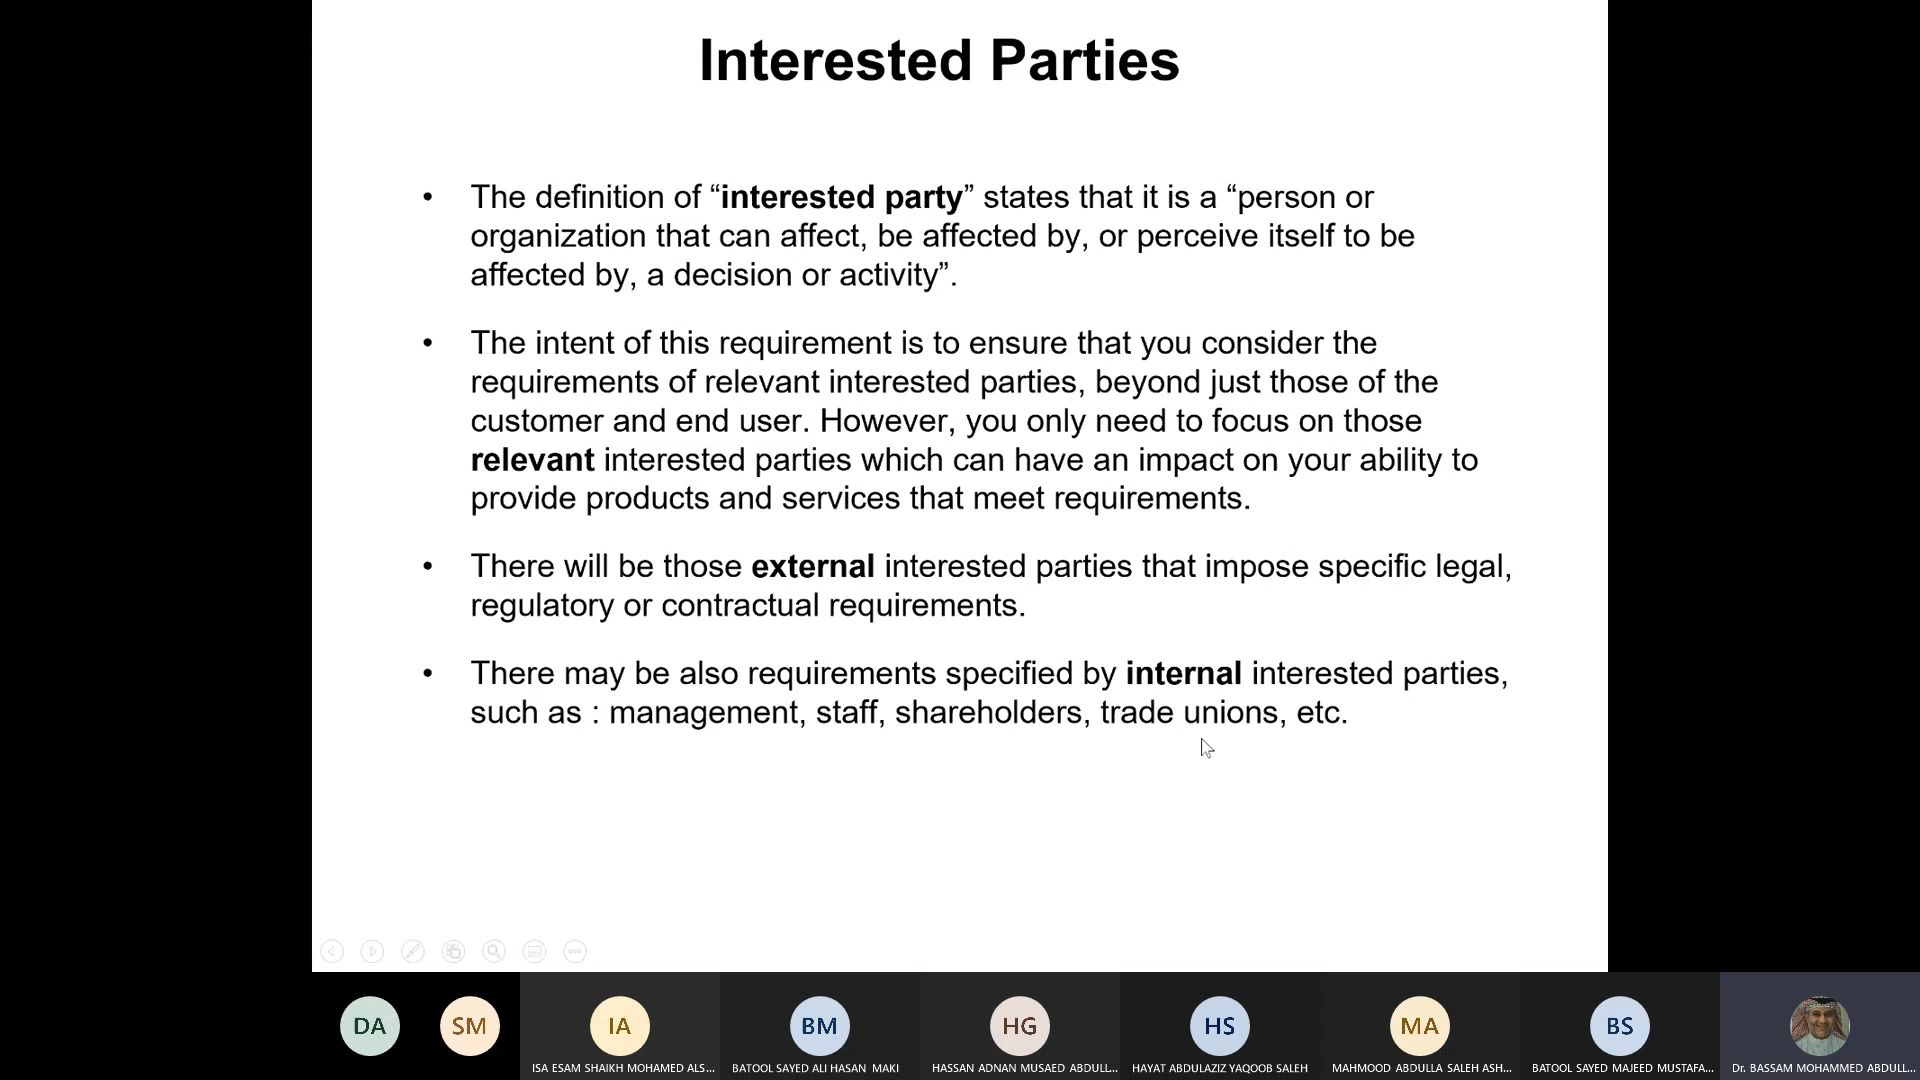 Interested Parties
• The definition of “interested party” states that it is a “person or
organization that can affect, be affected by, or perceive itself to be
affected by, a decision or activity”.
• The intent of this requirement is to ensure that you consider the
requirements of relevant interested parties, beyond just those of the
customer and end user. However, you only need to focus on those
relevant interested parties which can have an impact on your ability to
provide products and services that meet requirements.
• There will be those external interested parties that impose specific legal,
regulatory or contractual requirements.
• There may be also requirements specified by internal interested parties,
such as : management, staff, shareholders, trade unions, etc.
DA
SM
IA
BM
HG
HS
MA
BS
ISA ESAM SHAIKH MOHAMED ALS...
BATOOL SAYED ALI HASAN MAKI
HASSAN ADNAN MUSAED ABDULL...
HAYAT ABDULAZIZ YAQOOB SALEH
MAHMOOD ABDULLA SALEH ASH...
BATOOL SAYED MAJEED MUSTAFA...
Dr. BASSAM MOHAMMED ABDULL...